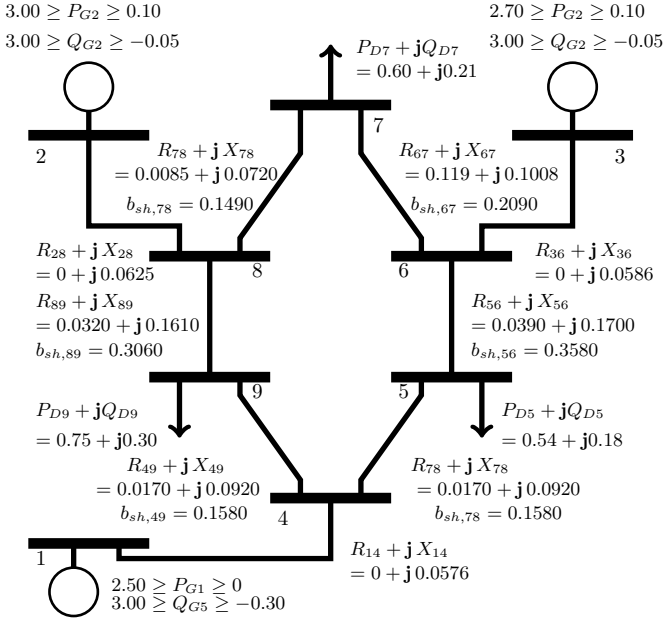 3.00 ≥ P_{G2} ≥ 0.10
3.00 ≥ Q_{G2} ≥ −0.05
2.70 ≥ P_{G2} ≥ 0.10
3.00 ≥ Q_{G2} ≥ −0.05
P_{D7} + jQ_{D7}
= 0.60 + j0.21
2
7
3
R_{78} + j X_{78}
= 0.0085 + j 0.0720
b_{sh,78} = 0.1490
R_{67} + j X_{67}
= 0.119 + j 0.1008
b_{sh,67} = 0.2090
R_{28} + j X_{28}
= 0 + j 0.0625
8
6
R_{36} + j X_{36}
= 0 + j 0.0586
R_{89} + j X_{89}
= 0.0320 + j 0.1610
b_{sh,89} = 0.3060
R_{56} + j X_{56}
= 0.0390 + j 0.1700
b_{sh,56} = 0.3580
9
5
P_{D9} + jQ_{D9}
= 0.75 + j0.30
P_{D5} + jQ_{D5}
= 0.54 + j0.18
R_{49} + j X_{49}
= 0.0170 + j 0.0920
b_{sh,49} = 0.1580
R_{78} + j X_{78}
= 0.0170 + j 0.0920
b_{sh,78} = 0.1580
4
1
R_{14} + j X_{14}
= 0 + j 0.0576
2.50 ≥ P_{G1} ≥ 0
3.00 ≥ Q_{G5} ≥ −0.30